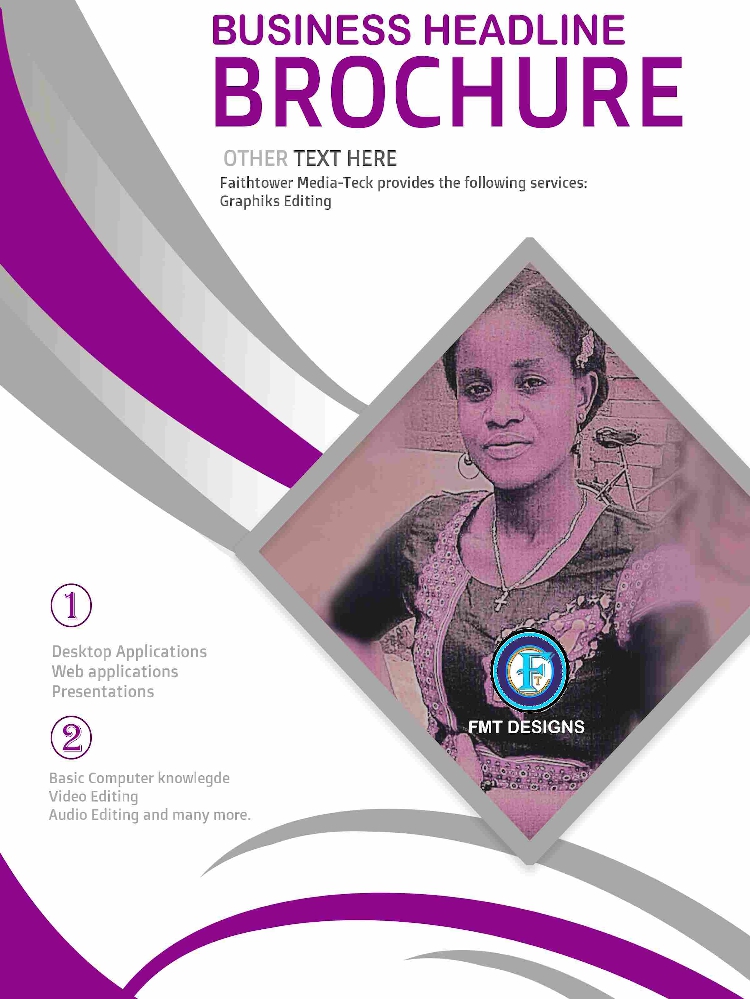 BUSINESS HEADLINE
BROCHURE
OTHER TEXT HERE
Faithtower Media-Teck provides the following services:
Graphiks Editing
1
Desktop Applications
Web applications
Presentations
2
Basic Computer knowlegde
Video Editing
Audio Editing and many more.
FT
FMT DESIGNS